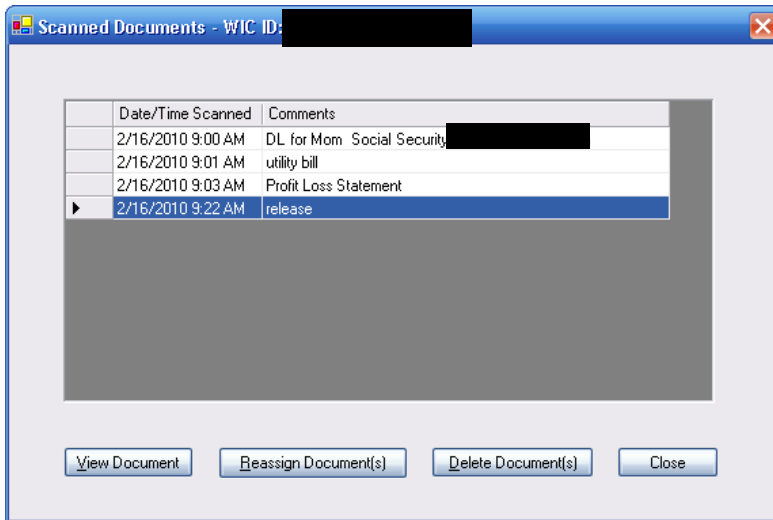 Scanned Documents - WIC ID:
Date/Time Scanned Comments
2/16/2010 9:00 AM DL for Mom Social Security
2/16/2010 9:01 AM utility bill
2/16/2010 9:03 AM Profit Loss Statement
2/16/2010 9:22 AM release
View Document Reassign Document(s) Delete Document(s) Close